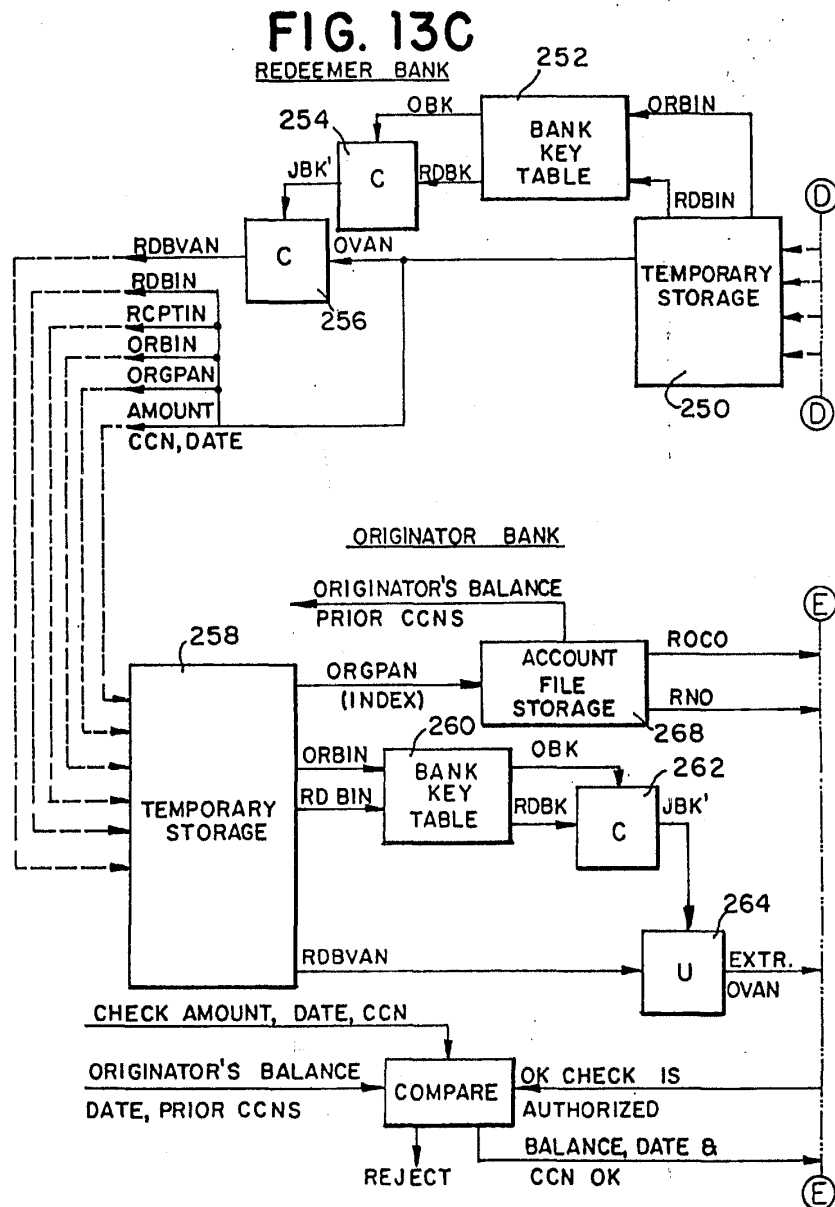 FIG. 13C
REDEEMER BANK
252
254
OBK
BANK
KEY
TABLE
ORBIN
JBK'
C
RDBK
RDBIN
D
RDBVAN
C
OVAN
TEMPORARY
STORAGE
RDBIN
256
RCPTIN
ORBIN
ORGPAN
250
D
AMOUNT
CCN, DATE
ORIGINATOR BANK
ORIGINATOR'S BALANCE
PRIOR CCNS
E
258
ORGPAN
(INDEX)
ACCOUNT
FILE
STORAGE
ROCO
RNO
268
260
ORBIN
RD BIN
BANK
KEY
TABLE
OBK
RDBK
262
C
JBK'
TEMPORARY
STORAGE
264
RDBVAN
U
EXTR.
OVAN
CHECK AMOUNT, DATE, CCN
ORIGINATOR'S BALANCE
DATE, PRIOR CCNS
COMPARE
OK CHECK IS
AUTHORIZED
REJECT
BALANCE, DATE &
CCN OK
E